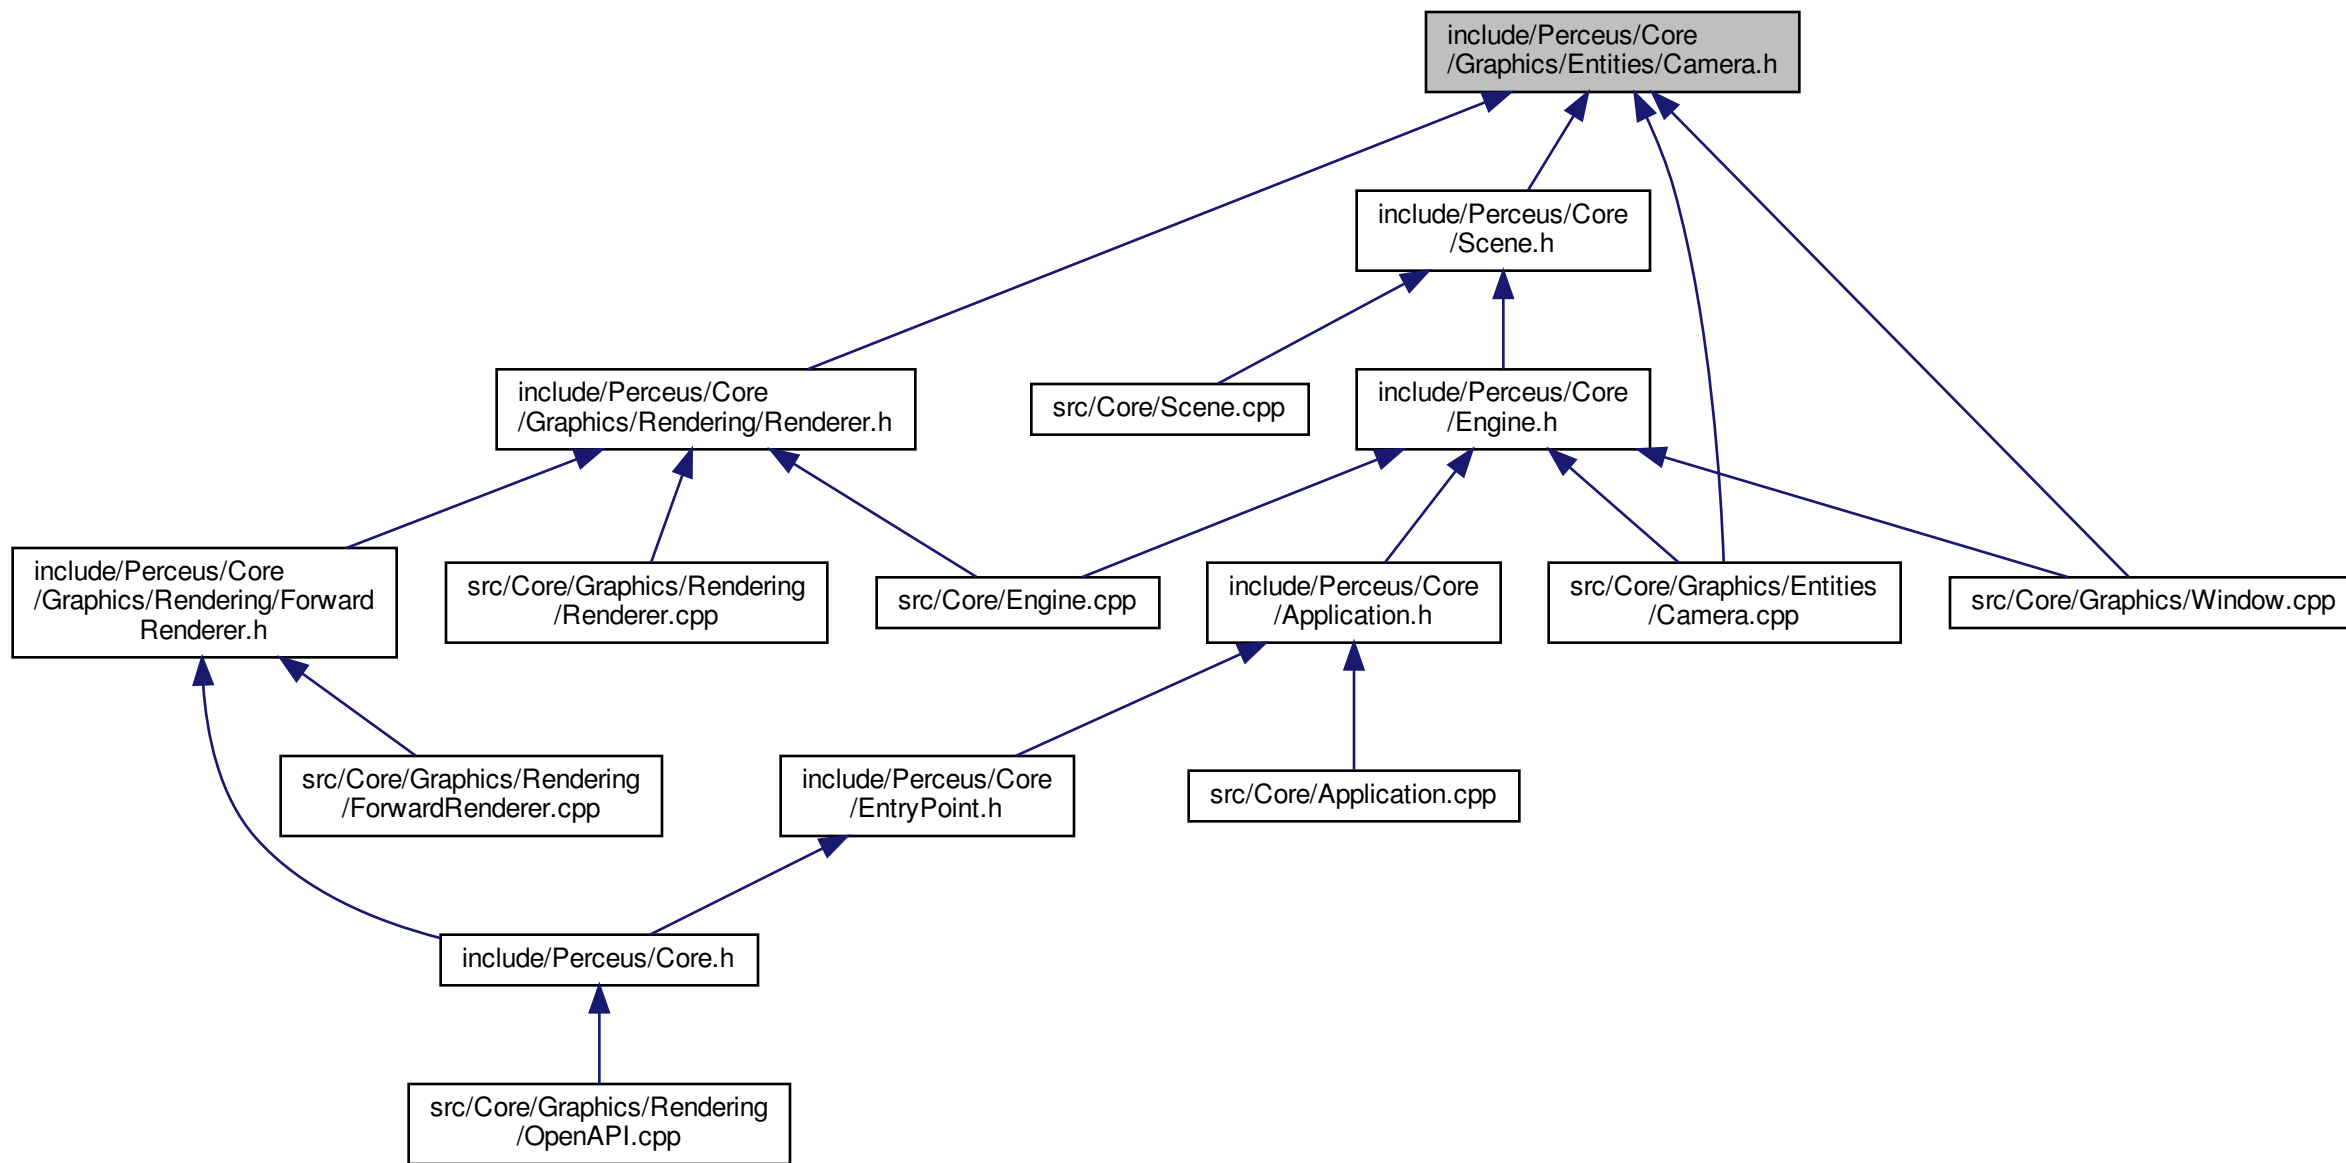 include/Perceus/Core
/Graphics/Entities/Camera.h
include/Perceus/Core
/Scene.h
include/Perceus/Core
/Graphics/Rendering/Renderer.h
src/Core/Scene.cpp
include/Perceus/Core
/Engine.h
include/Perceus/Core
/Graphics/Rendering/Forward
Renderer.h
src/Core/Graphics/Rendering
/Renderer.cpp
src/Core/Engine.cpp
include/Perceus/Core
/Application.h
src/Core/Graphics/Entities
/Camera.cpp
src/Core/Graphics/Window.cpp
src/Core/Graphics/Rendering
/ForwardRenderer.cpp
include/Perceus/Core
/EntryPoint.h
src/Core/Application.cpp
include/Perceus/Core.h
src/Core/Graphics/Rendering
/OpenAPI.cpp